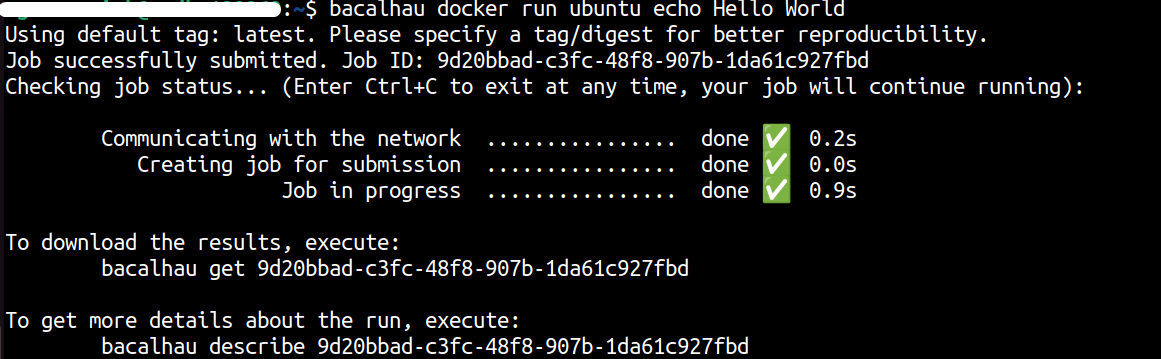 :~$ bacalhau docker run ubuntu echo Hello World
Using default tag: latest. Please specify a tag/digest for better reproducibility.
Job successfully submitted. Job ID: 9d20bbad-c3fc-48f8-907b-1da61c927fbd
Checking job status... (Enter Ctrl+C to exit at any time, your job will continue running):
Communicating with the network ................ done ✅ 0.2s
Creating job for submission ................ done ✅ 0.0s
Job in progress ................ done ✅ 0.9s
To download the results, execute:
bacalhau get 9d20bbad-c3fc-48f8-907b-1da61c927fbd
To get more details about the run, execute:
bacalhau describe 9d20bbad-c3fc-48f8-907b-1da61c927fbd